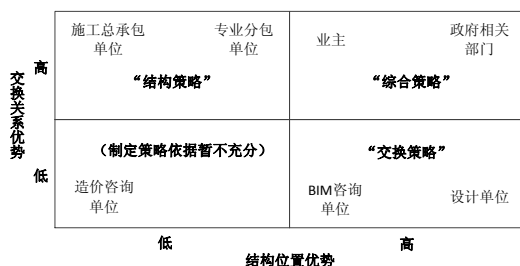 施工总承包
单位
专业分包
单位
业主
政府相关
部门
“结构策略”
“综合策略”
交换关系优势
高
低
(制定策略依据暂不充分)
“交换策略”
造价咨询
单位
BIM咨询
单位
设计单位
低
高
结构位置优势